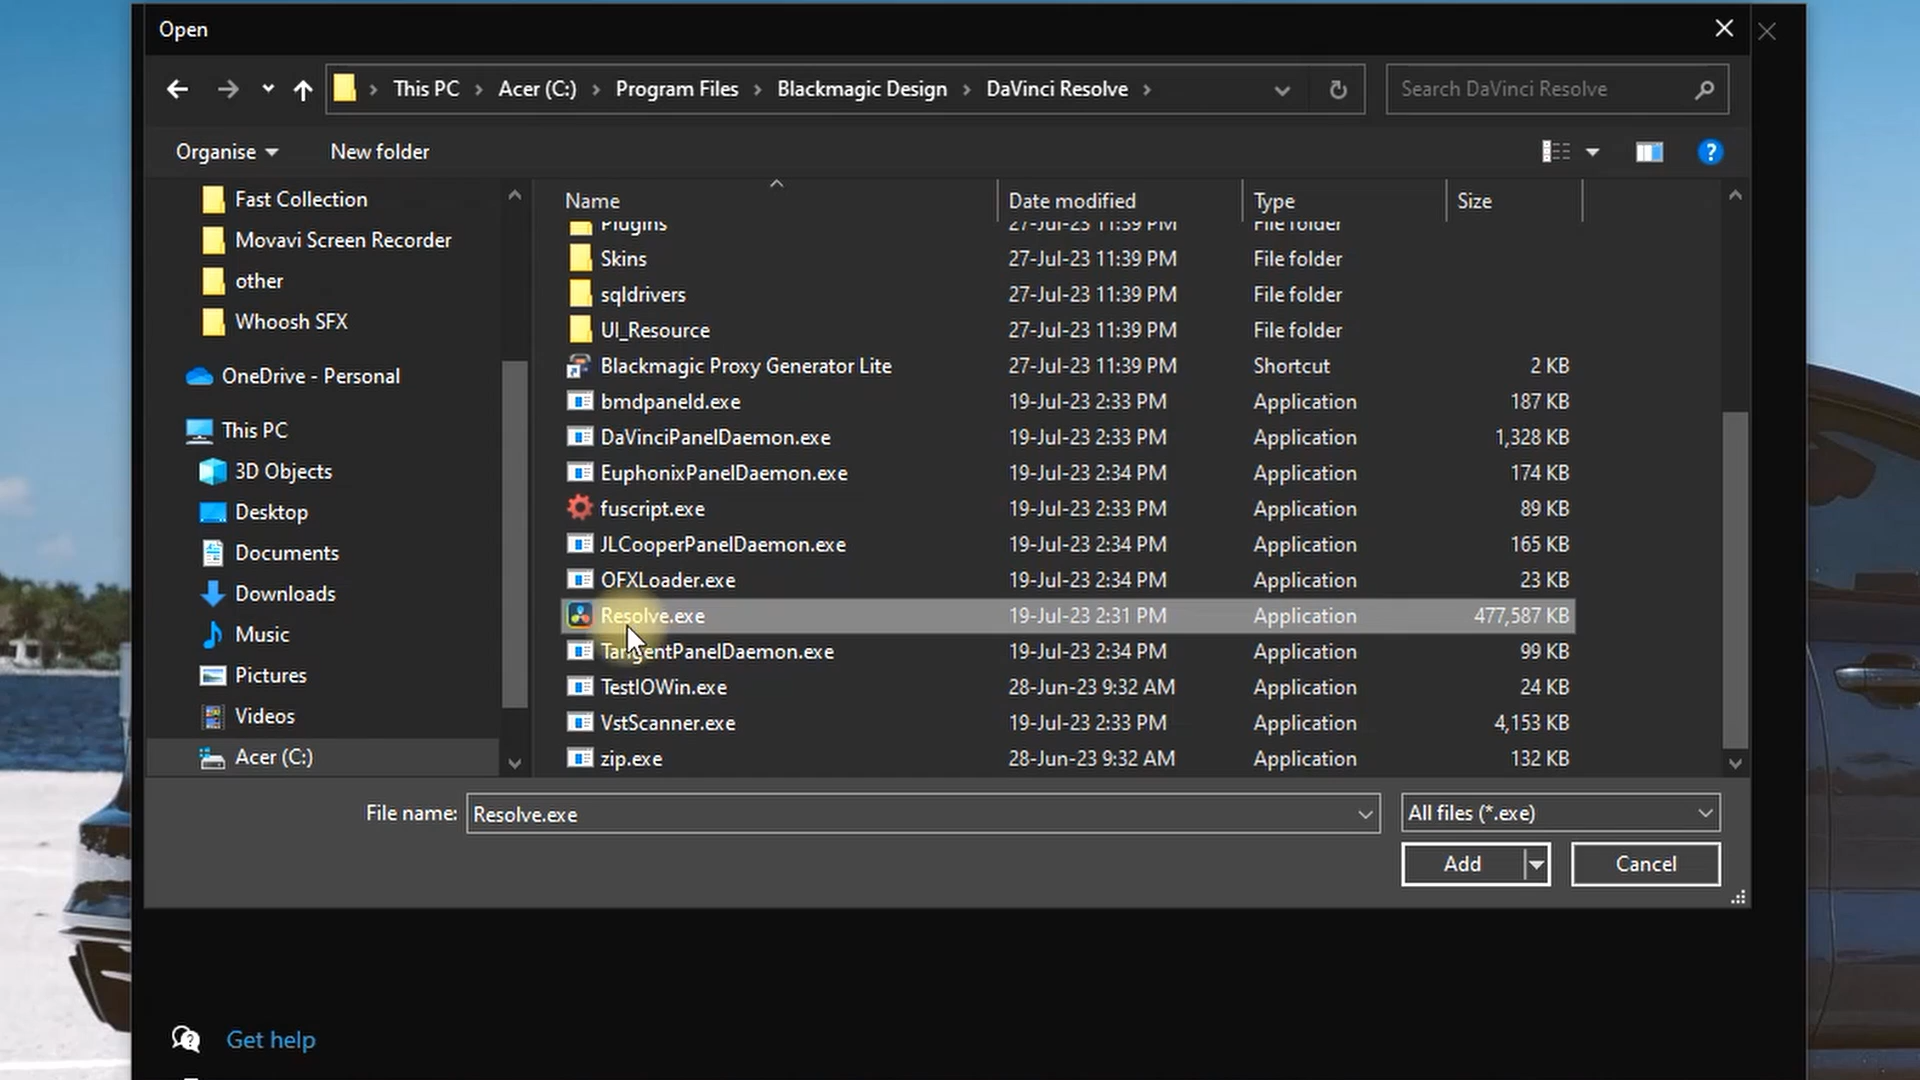 Open
This PC > Acer (C:) > Program Files > Blackmagic Design > DaVinci Resolve >
Search DaVinci Resolve
Organise
New folder
Fast Collection
Movavi Screen Recorder
other
Whoosh SFX
OneDrive - Personal
This PC
3D Objects
Desktop
Documents
Downloads
Music
Pictures
Videos
Acer (C:)
Name Date modified Type Size
Plugins 27-Jul-23 11:39 PM File folder
Skins 27-Jul-23 11:39 PM File folder
sqldrivers 27-Jul-23 11:39 PM File folder
UI_Resource 27-Jul-23 11:39 PM File folder
Blackmagic Proxy Generator Lite 27-Jul-23 11:39 PM Shortcut 2 KB
bmdpaneld.exe 19-Jul-23 2:33 PM Application 187 KB
DaVinciPanelDaemon.exe 19-Jul-23 2:33 PM Application 1,328 KB
EuphonixPanelDaemon.exe 19-Jul-23 2:34 PM Application 174 KB
fuscript.exe 19-Jul-23 2:33 PM Application 89 KB
JLCooperPanelDaemon.exe 19-Jul-23 2:34 PM Application 165 KB
OFXLoader.exe 19-Jul-23 2:34 PM Application 23 KB
Resolve.exe 19-Jul-23 2:31 PM Application 477,587 KB
TangentPanelDaemon.exe 19-Jul-23 2:34 PM Application 99 KB
TestIOWin.exe 28-Jun-23 9:32 AM Application 24 KB
VstScanner.exe 19-Jul-23 2:33 PM Application 4,153 KB
zip.exe 28-Jun-23 9:32 AM Application 132 KB
File name: Resolve.exe
All files (*.exe)
Add
Cancel
Get help